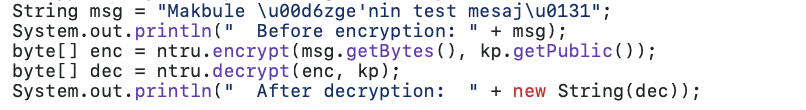 String msg = "Makbule \u00d6zge'nin test mesaj\u0131";
System.out.println("  Before encryption: " + msg);
byte[] enc = ntru.encrypt(msg.getBytes(), kp.getPublic());
byte[] dec = ntru.decrypt(enc, kp);
System.out.println("  After decryption:  " + new String(dec));